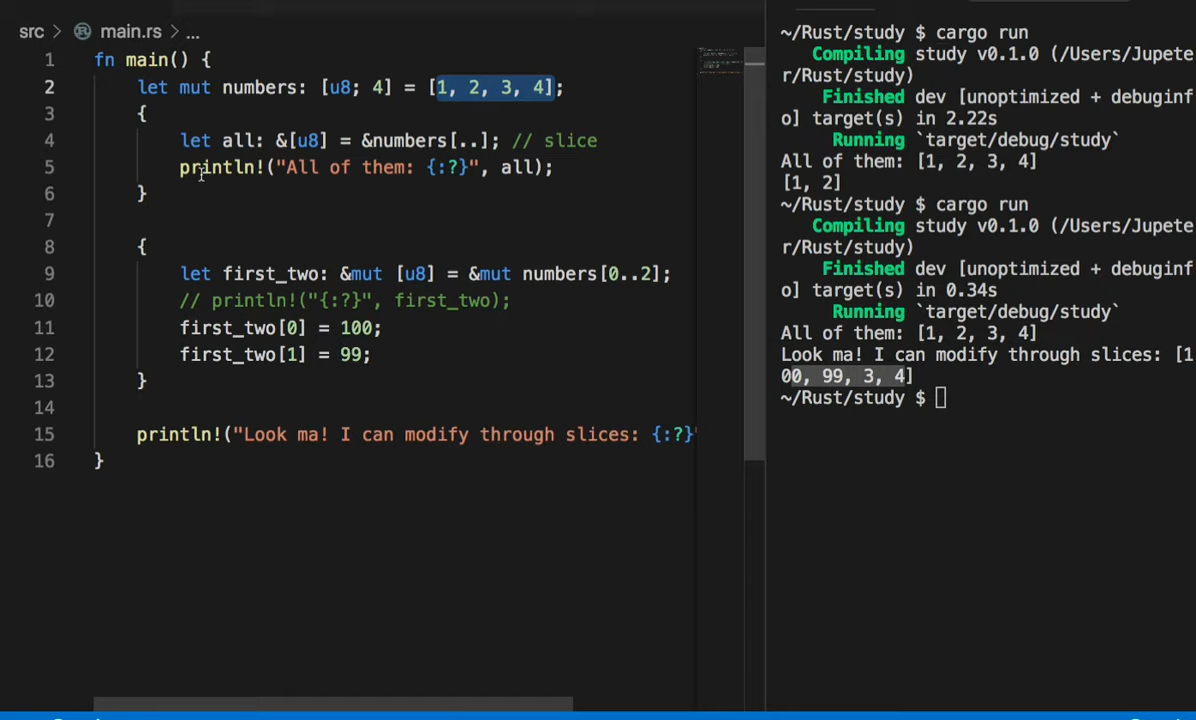 src > main.rs > ...
1 fn main() {
2 let mut numbers: [u8; 4] = [1, 2, 3, 4];
3 {
4 let all: &[u8] = &numbers[..]; // slice
5 println!("All of them: {:?}", all);
6 }
7
8 {
9 let first_two: &mut [u8] = &mut numbers[0..2];
10 // println!("{:?}", first_two);
11 first_two[0] = 100;
12 first_two[1] = 99;
13 }
14
15 println!("Look ma! I can modify through slices: {:?}"
16 }
~/Rust/study $ cargo run
Compiling study v0.1.0 (/Users/Jupete
r/Rust/study)
Finished dev [unoptimized + debuginf
o] target(s) in 2.22s
Running `target/debug/study`
All of them: [1, 2, 3, 4]
[1, 2]
~/Rust/study $ cargo run
Compiling study v0.1.0 (/Users/Jupete
r/Rust/study)
Finished dev [unoptimized + debuginf
o] target(s) in 0.34s
Running `target/debug/study`
All of them: [1, 2, 3, 4]
Look ma! I can modify through slices: [1
00, 99, 3, 4]
~/Rust/study $